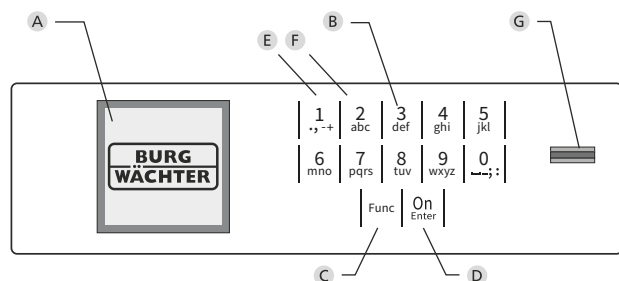 A
E F
B
G
1 2 3 4 5
.,-+ abc def ghi jkl
BURG
WÄCHTER
6 7 8 9 0
mno pqrs tuv wxyz ⎵_;:
Func On
Enter
C
D